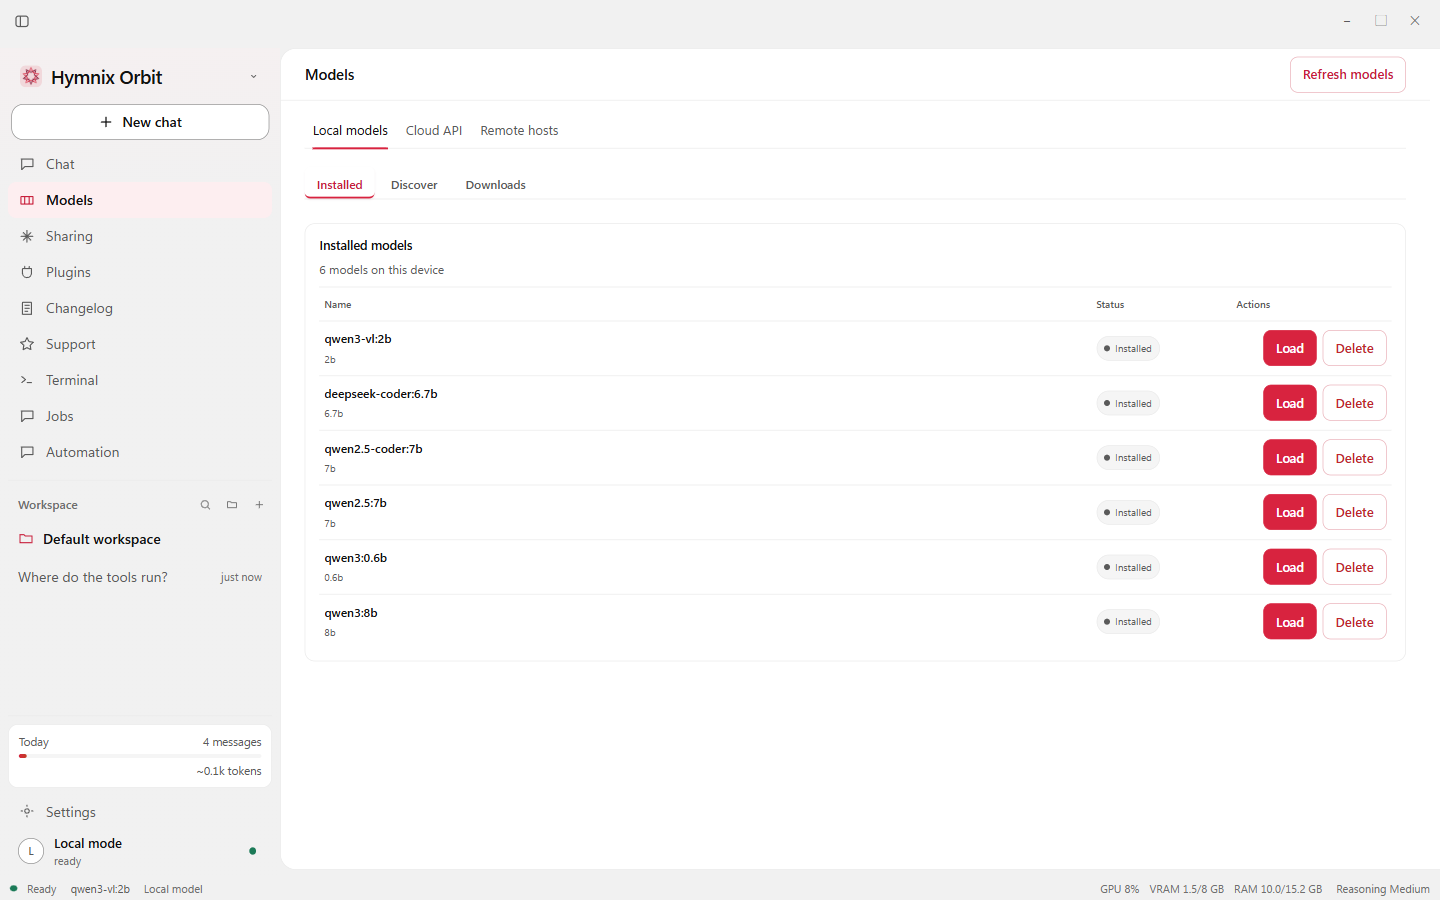 Hymnix Orbit
New chat
Chat
Models
Sharing
Plugins
Changelog
Support
Terminal
Jobs
Automation
Workspace
Default workspace
Where do the tools run? just now
Today 4 messages
~0.1k tokens
Settings
L
Local mode
ready
Models Refresh models
Local models Cloud API Remote hosts
Installed Discover Downloads
Installed models
6 models on this device
Name Status Actions
qwen3-vl:2b
2b
Installed Load Delete
deepseek-coder:6.7b
6.7b
Installed Load Delete
qwen2.5-coder:7b
7b
Installed Load Delete
qwen2.5:7b
7b
Installed Load Delete
qwen3:0.6b
0.6b
Installed Load Delete
qwen3:8b
8b
Installed Load Delete
Ready qwen3-vl:2b Local model GPU 8% VRAM 1.5/8 GB RAM 10.0/15.2 GB Reasoning Medium